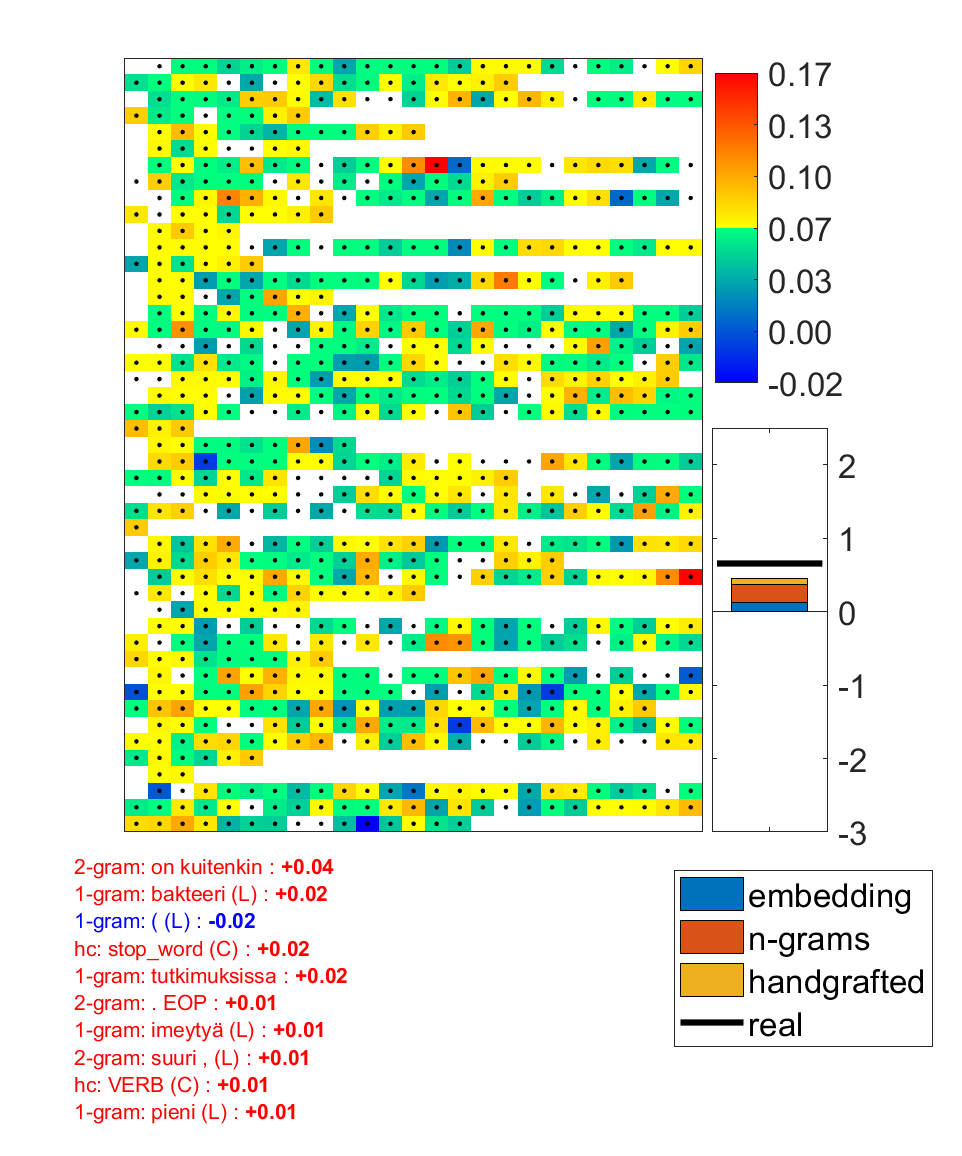 0.17
0.13
0.10
0.07
0.03
0.00
-0.02
2
1
0
-1
-2
-3
2-gram: on kuitenkin : +0.04
1-gram: bakteeri (L) : +0.02
1-gram: ( (L) : -0.02
hc: stop_word (C) : +0.02
1-gram: tutkimuksissa : +0.02
2-gram: . EOP : +0.01
1-gram: imeytyä (L) : +0.01
2-gram: suuri , (L) : +0.01
hc: VERB (C) : +0.01
1-gram: pieni (L) : +0.01
embedding
n-grams
handgrafted
real